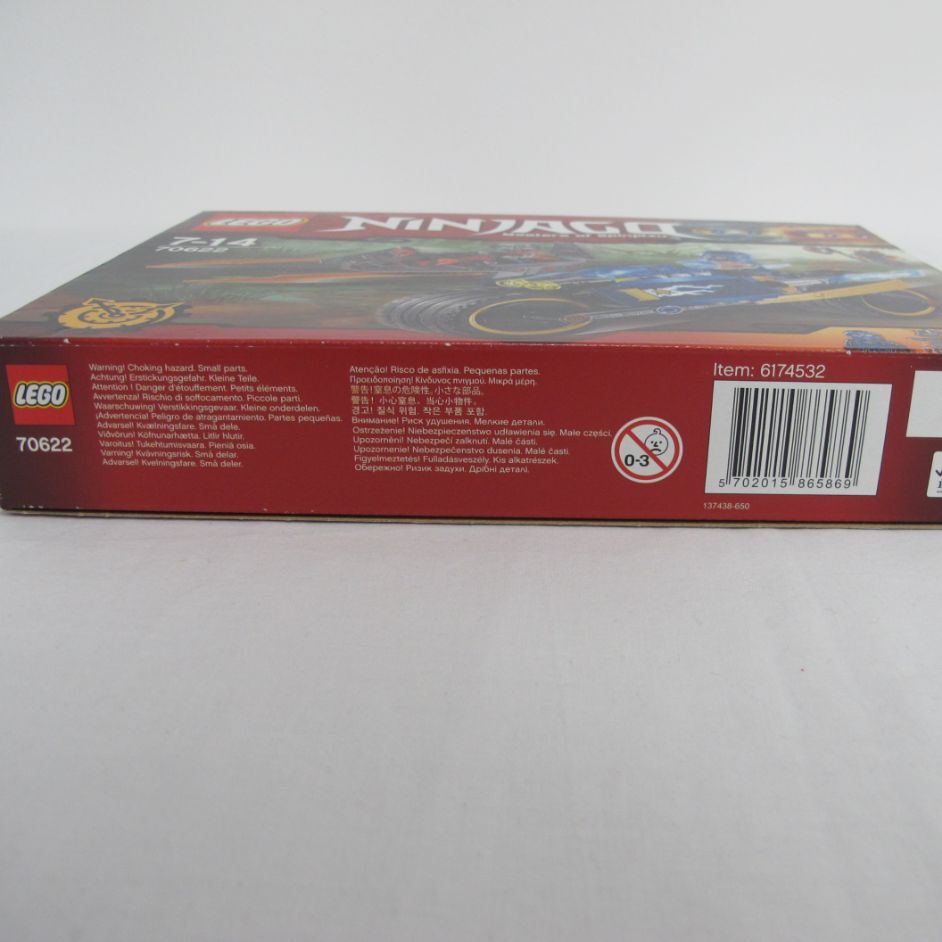 LEGO
NINJAGO
Masters of Spinjitzu
7-14
70622
LEGO
70622
Warning! Choking hazard. Small parts.
Achtung! Erstickungsgefahr. Kleine Teile.
Attention ! Danger d'étouffement. Petits éléments.
Avvertenza! Rischio di soffocamento. Piccole parti.
Waarschuwing! Verstikkingsgevaar. Kleine onderdelen.
¡Advertencia! Peligro de atragantamiento. Partes pequeñas.
Advarsel! Kvælningsfare. Små dele.
Viðvörun! Köfnunarhætta. Litlir hlutir.
Varoitus! Tukehtumisvaara. Pieniä osia.
Varning! Kvävningsrisk. Små delar.
Advarsel! Kvelningsfare. Små deler.
Atenção! Risco de asfixia. Pequenas partes.
Προειδοποίηση! Κίνδυνος πνιγμού. Μικρά μέρη.
警告!窒息の危険性。小さな部品。
警告！小心窒息。当心小物件。
경고! 질식 위험. 작은 부품 포함.
Внимание! Риск удушения. Мелкие детали.
Ostrzeżenie! Niebezpieczeństwo udławienia się. Małe części.
Upozornění! Nebezpečí zalknutí. Malé části.
Upozornenie! Nebezpečenstvo dusenia. Malé časti.
Figyelmeztetés! Fulladásveszély. Kis alkatrészek.
Обережно! Ризик задухи. Дрібні деталі.
0-3
Item: 6174532
5 702015 865869
137438-650